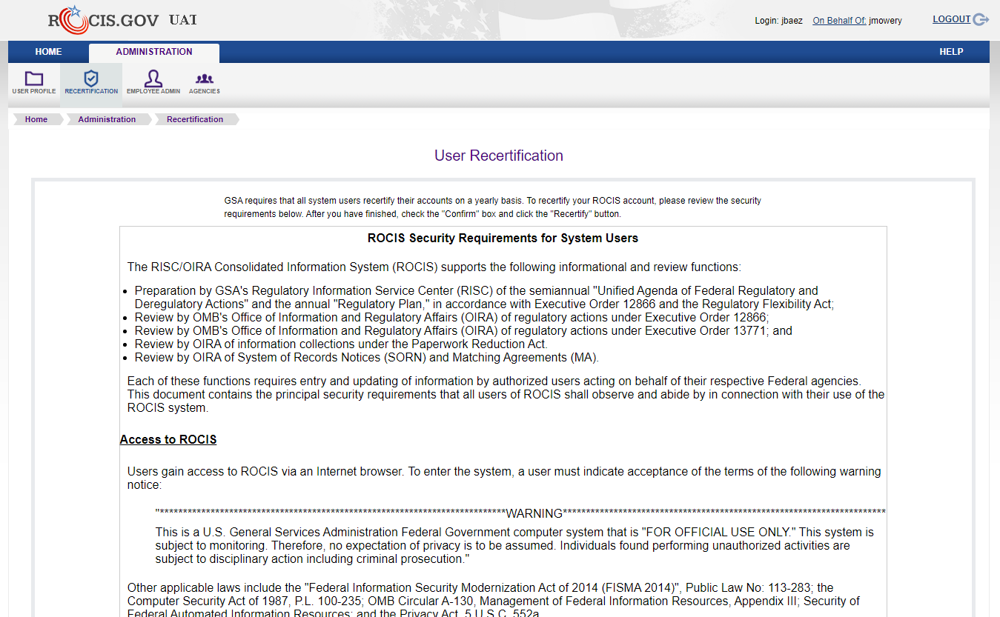 ROCIS.GOV UAT
Login: jbaez On Behalf Of: jmowery LOGOUT
HOME ADMINISTRATION HELP
USER PROFILE RECERTIFICATION EMPLOYEE ADMIN AGENCIES
Home Administration Recertification
User Recertification
GSA requires that all system users recertify their accounts on a yearly basis. To recertify your ROCIS account, please review the security
requirements below. After you have finished, check the "Confirm" box and click the "Recertify" button.
ROCIS Security Requirements for System Users
The RISC/OIRA Consolidated Information System (ROCIS) supports the following informational and review functions:
• Preparation by GSA's Regulatory Information Service Center (RISC) of the semiannual "Unified Agenda of Federal Regulatory and
Deregulatory Actions" and the annual "Regulatory Plan," in accordance with Executive Order 12866 and the Regulatory Flexibility Act;
• Review by OMB's Office of Information and Regulatory Affairs (OIRA) of regulatory actions under Executive Order 12866;
• Review by OMB's Office of Information and Regulatory Affairs (OIRA) of regulatory actions under Executive Order 13771; and
• Review by OIRA of information collections under the Paperwork Reduction Act.
• Review by OIRA of System of Records Notices (SORN) and Matching Agreements (MA).
Each of these functions requires entry and updating of information by authorized users acting on behalf of their respective Federal agencies.
This document contains the principal security requirements that all users of ROCIS shall observe and abide by in connection with their use of the
ROCIS system.
Access to ROCIS
Users gain access to ROCIS via an Internet browser. To enter the system, a user must indicate acceptance of the terms of the following warning
notice:
"***************************************************************************WARNING**********************************************************************
This is a U.S. General Services Administration Federal Government computer system that is "FOR OFFICIAL USE ONLY." This system is
subject to monitoring. Therefore, no expectation of privacy is to be assumed. Individuals found performing unauthorized activities are
subject to disciplinary action including criminal prosecution."
Other applicable laws include the "Federal Information Security Modernization Act of 2014 (FISMA 2014)", Public Law No: 113-283; the
Computer Security Act of 1987, P.L. 100-235; OMB Circular A-130, Management of Federal Information Resources, Appendix III; Security of
Federal Automated Information Resources; and the Privacy Act, 5 U.S.C. 552a